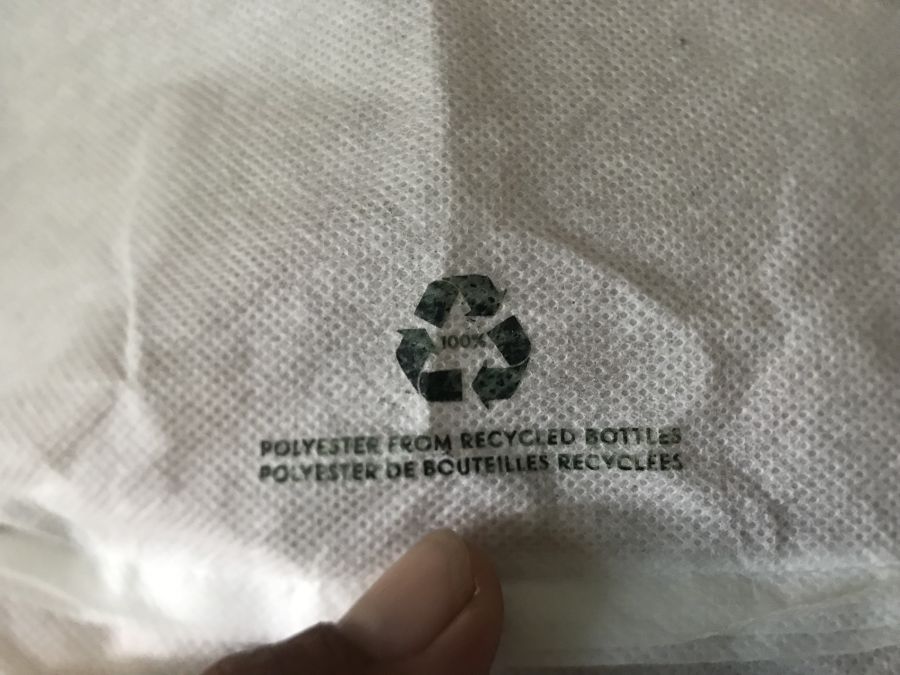 100%
POLYESTER FROM RECYCLED BOTTLES
POLYESTER DE BOUTEILLES RECYCLÉES